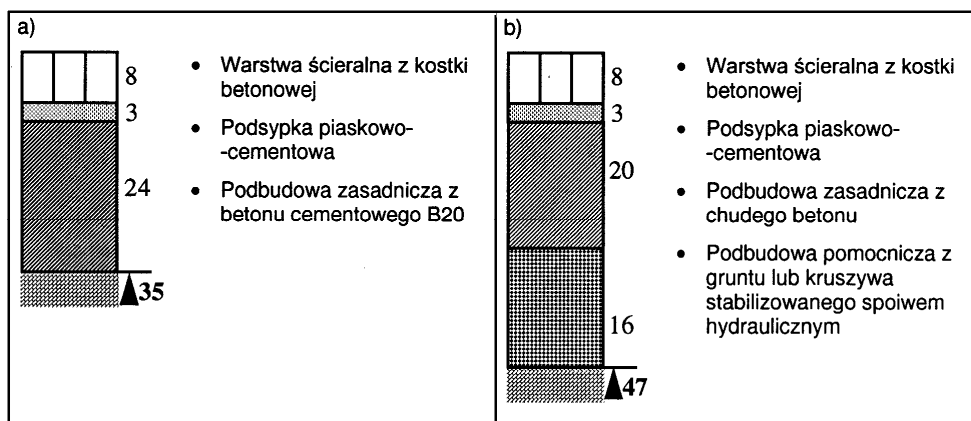 a)
8
3
24
35
• Warstwa ścieralna z kostki
betonowej
• Podsypka piaskowo-
-cementowa
• Podbudowa zasadnicza z
betonu cementowego B20
b)
8
3
20
16
47
• Warstwa ścieralna z kostki
betonowej
• Podsypka piaskowo-
-cementowa
• Podbudowa zasadnicza z
chudego betonu
• Podbudowa pomocnicza z
gruntu lub kruszywa
stabilizowanego spoiwem
hydraulicznym